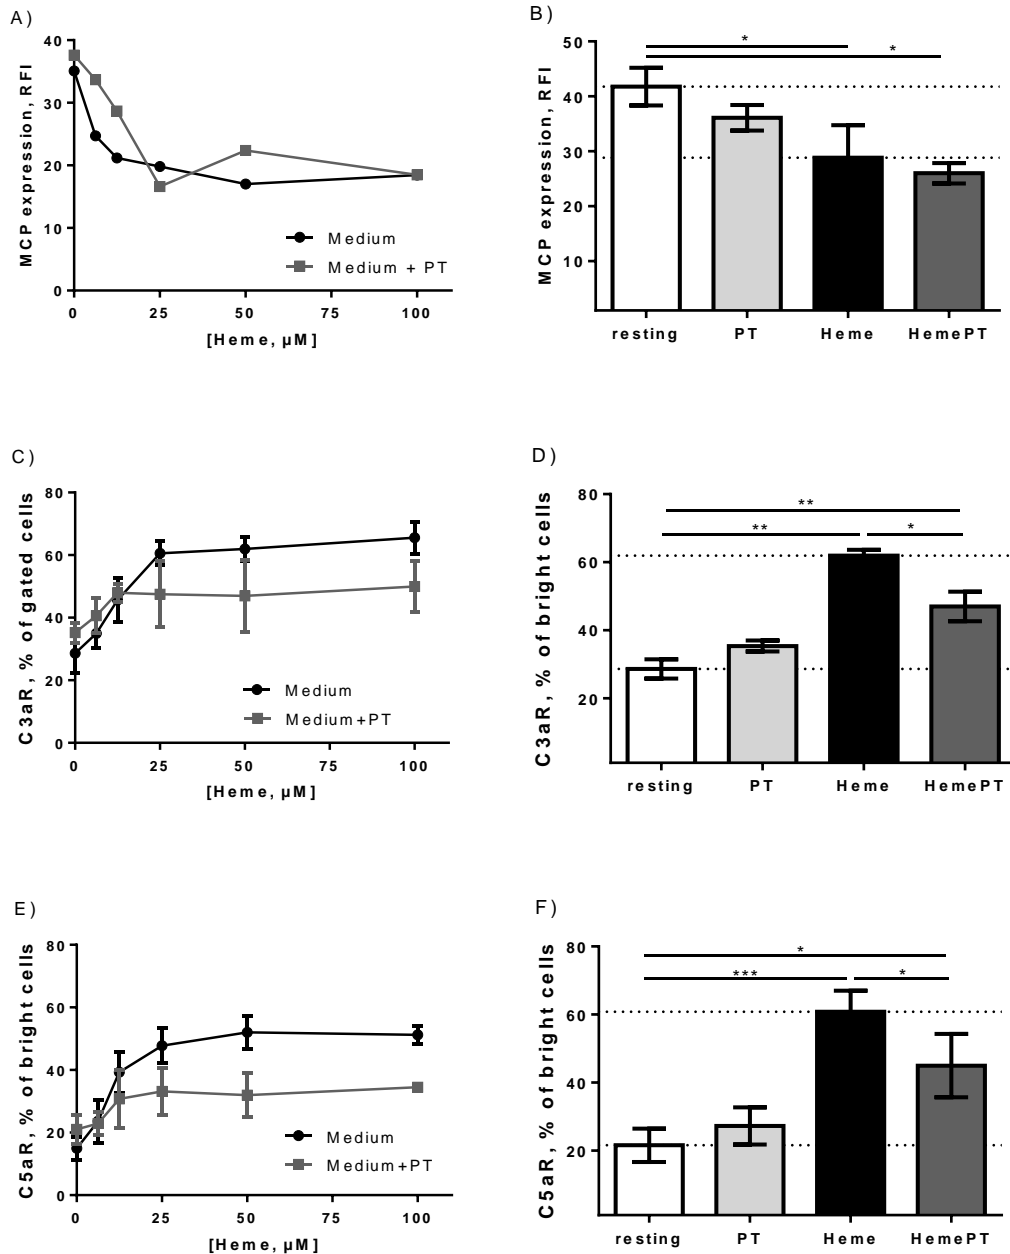 A)
MCP expression, RFI
40
30
20
10
0
0 25 50 75 100
[Heme, µM]
Medium
Medium + PT
B)
MCP expression, RFI
50
40
30
20
10
*
*
resting PT Heme HemePT
C)
C3aR, % of gated cells
80
60
40
20
0
0 25 50 75 100
[Heme, µM]
Medium
Medium+PT
D)
C3aR, % of bright cells
80
60
40
20
**
** *
resting PT Heme HemePT
E)
C5aR, % of bright cells
80
60
40
20
0
0 25 50 75 100
[Heme, µM]
Medium
Medium+PT
F)
C5aR, % of bright cells
80
60
40
20
*
*** *
resting PT Heme HemePT